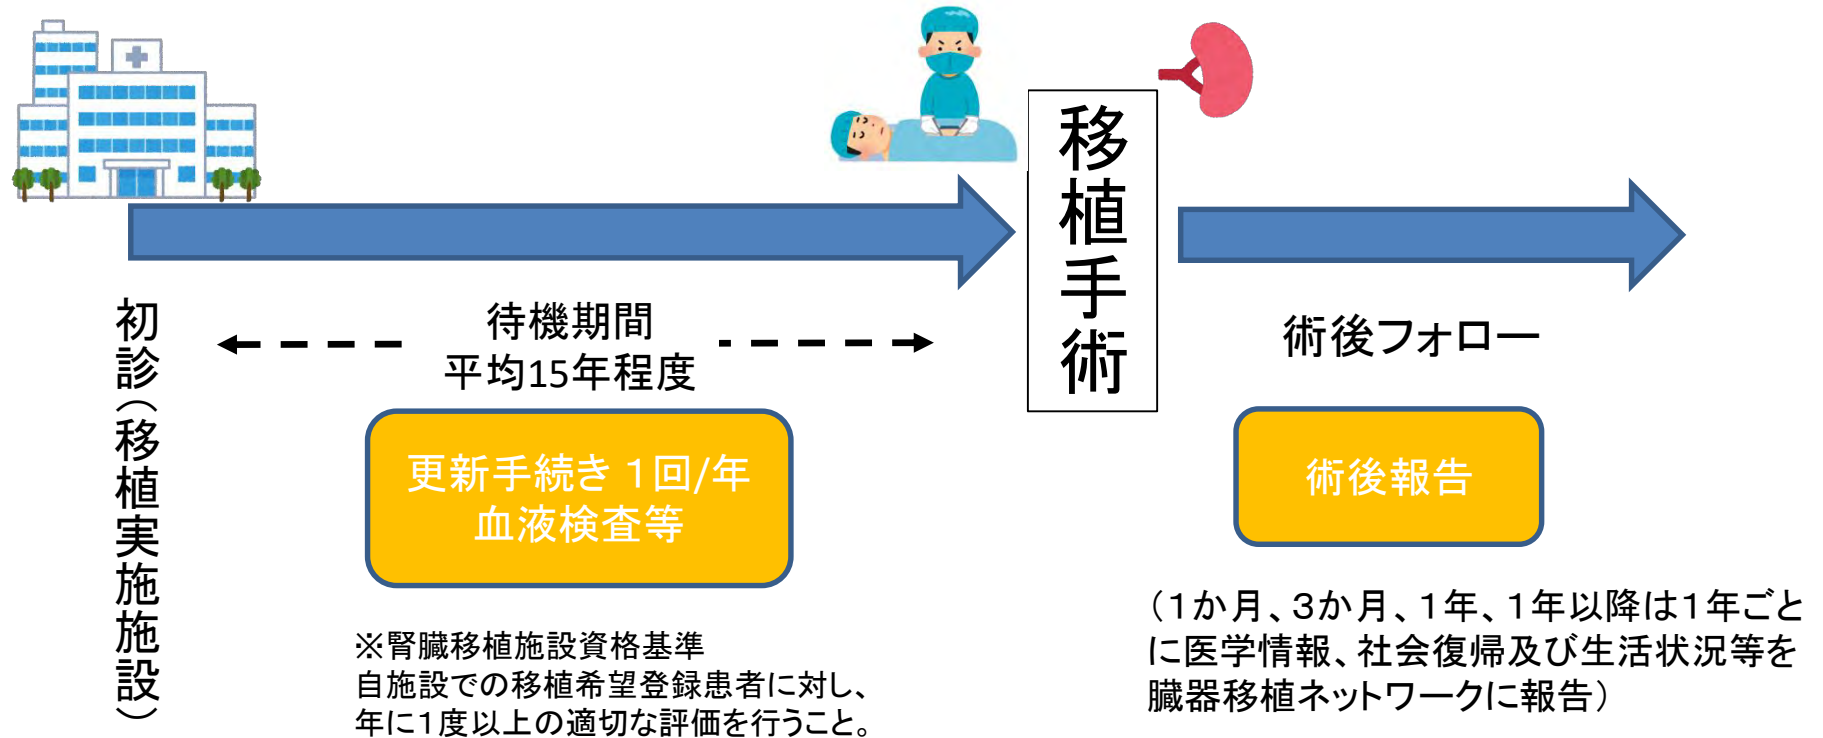 初診（移植実施施設）
待機期間
平均15年程度
更新手続き １回/年
血液検査等
※腎臓移植施設資格基準
自施設での移植希望登録患者に対し、
年に１度以上の適切な評価を行うこと。
移植手術
術後フォロー
術後報告
（１か月、３か月、１年、１年以降は１年ごと
に医学情報、社会復帰及び生活状況等を
臓器移植ネットワークに報告）